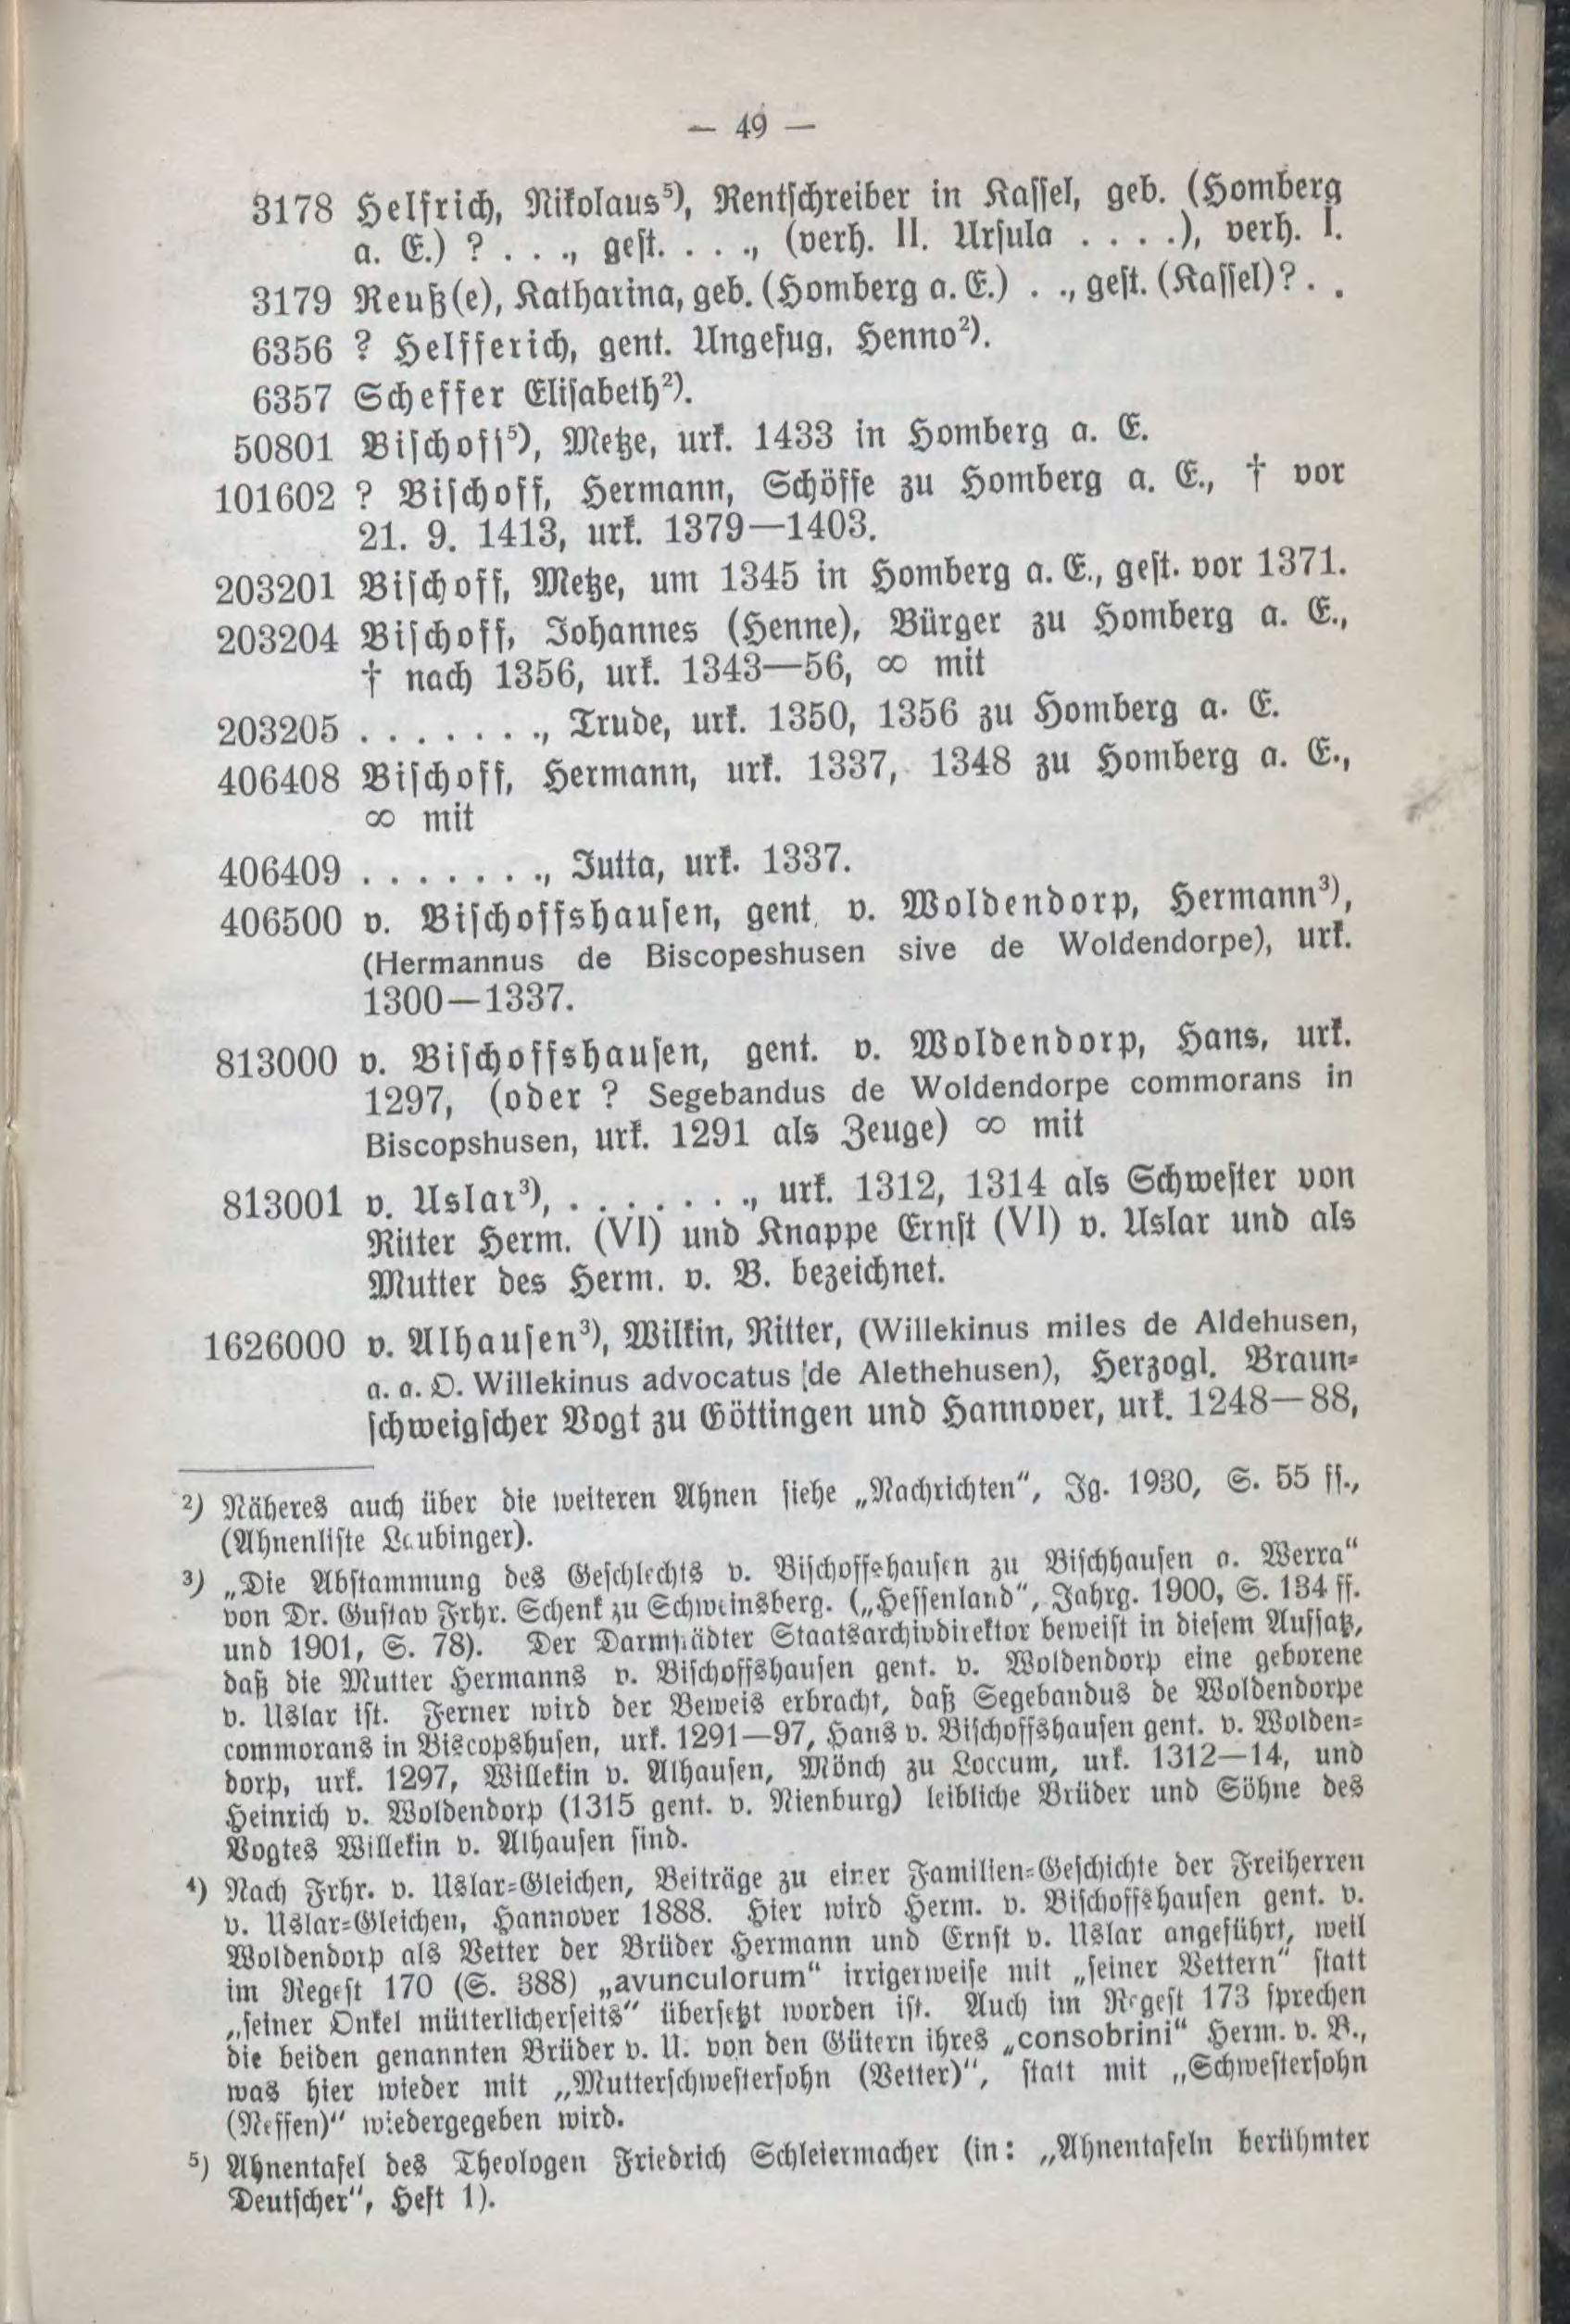 — 49 —
3178 Helfrich, Nikolaus⁵), Rentschreiber in Kassel, geb. (Homberg
a. E.) ? . . ., gest. . . ., (verh. II. Ursula . . . .), verh. I.
3179 Reuß(e), Katharina, geb. (Homberg a. E.) . ., gest. (Kassel)? . .
6356 ? Helfferich, gent. Ungefug, Henno²).
6357 Scheffer Elisabeth²).
50801 Bischoff⁵), Metze, urk. 1433 in Homberg a. E.
101602 ? Bischoff, Hermann, Schöffe zu Homberg a. E., † vor
21. 9. 1413, urk. 1379—1403.
203201 Bischoff, Metze, um 1345 in Homberg a. E., gest. vor 1371.
203204 Bischoff, Johannes (Henne), Bürger zu Homberg a. E.,
† nach 1356, urk. 1343—56, ∞ mit
203205 . . . . . . ., Trude, urk. 1350, 1356 zu Homberg a. E.
406408 Bischoff, Hermann, urk. 1337, 1348 zu Homberg a. E.,
∞ mit
406409 . . . . . . ., Jutta, urk. 1337.
406500 v. Bischoffshausen, gent. v. Woldendorp, Hermann³),
(Hermannus de Biscopeshusen sive de Woldendorpe), urk.
1300—1337.
813000 v. Bischoffshausen, gent. v. Woldendorp, Hans, urk.
1297, (oder ? Segebandus de Woldendorpe commorans in
Biscopshusen, urk. 1291 als Zeuge) ∞ mit
813001 v. Uslar³), . . . . . . ., urk. 1312, 1314 als Schwester von
Ritter Herm. (VI) und Knappe Ernst (VI) v. Uslar und als
Mutter des Herm. v. B. bezeichnet.
1626000 v. Alhausen³), Wilkin, Ritter, (Willekinus miles de Aldehusen,
a. a. O. Willekinus advocatus de Alethehusen), Herzogl. Braun-
schweigscher Vogt zu Göttingen und Hannover, urk. 1248—88,
²) Näheres auch über die weiteren Ahnen siehe „Nachrichten“, Jg. 1930, S. 55 ff.,
(Ahnenliste Laubinger).
³) „Die Abstammung des Geschlechts v. Bischoffshausen zu Bischhausen a. Werra“
von Dr. Gustav Frhr. Schenk zu Schweinsberg. („Hessenland“, Jahrg. 1900, S. 134 ff.
und 1901, S. 78). Der Darmstädter Staatsarchivdirektor beweist in diesem Aufsatz,
daß die Mutter Hermanns v. Bischoffshausen gent. v. Woldendorp eine geborene
v. Uslar ist. Ferner wird der Beweis erbracht, daß Segebandus de Woldendorpe
commorans in Biscopshusen, urk. 1291—97, Hans v. Bischoffshausen gent. v. Wolden-
dorp, urk. 1297, Willekin v. Alhausen, Mönch zu Loccum, urk. 1312—14, und
Heinrich v. Woldendorp (1315 gent. v. Nienburg) leibliche Brüder und Söhne des
Vogtes Willekin v. Alhausen sind.
⁴) Nach Frhr. v. Uslar-Gleichen, Beiträge zu einer Familien-Geschichte der Freiherren
v. Uslar-Gleichen, Hannover 1888. Hier wird Herm. v. Bischoffshausen gent. v.
Woldendorp als Vetter der Brüder Hermann und Ernst v. Uslar angeführt, weil
im Regest 170 (S. 388) „avunculorum“ irrigerweise mit „seiner Vettern“ statt
„seiner Onkel mütterlicherseits“ übersetzt worden ist. Auch im Regest 173 sprechen
die beiden genannten Brüder v. U. von den Gütern ihres „consobrini“ Herm. v. B.,
was hier wieder mit „Mutterschwestersohn (Vetter)“, statt mit „Schwestersohn
(Neffen)“ wiedergegeben wird.
⁵) Ahnentafel des Theologen Friedrich Schleiermacher (in: „Ahnentafeln berühmter
Deutscher“, Heft 1).